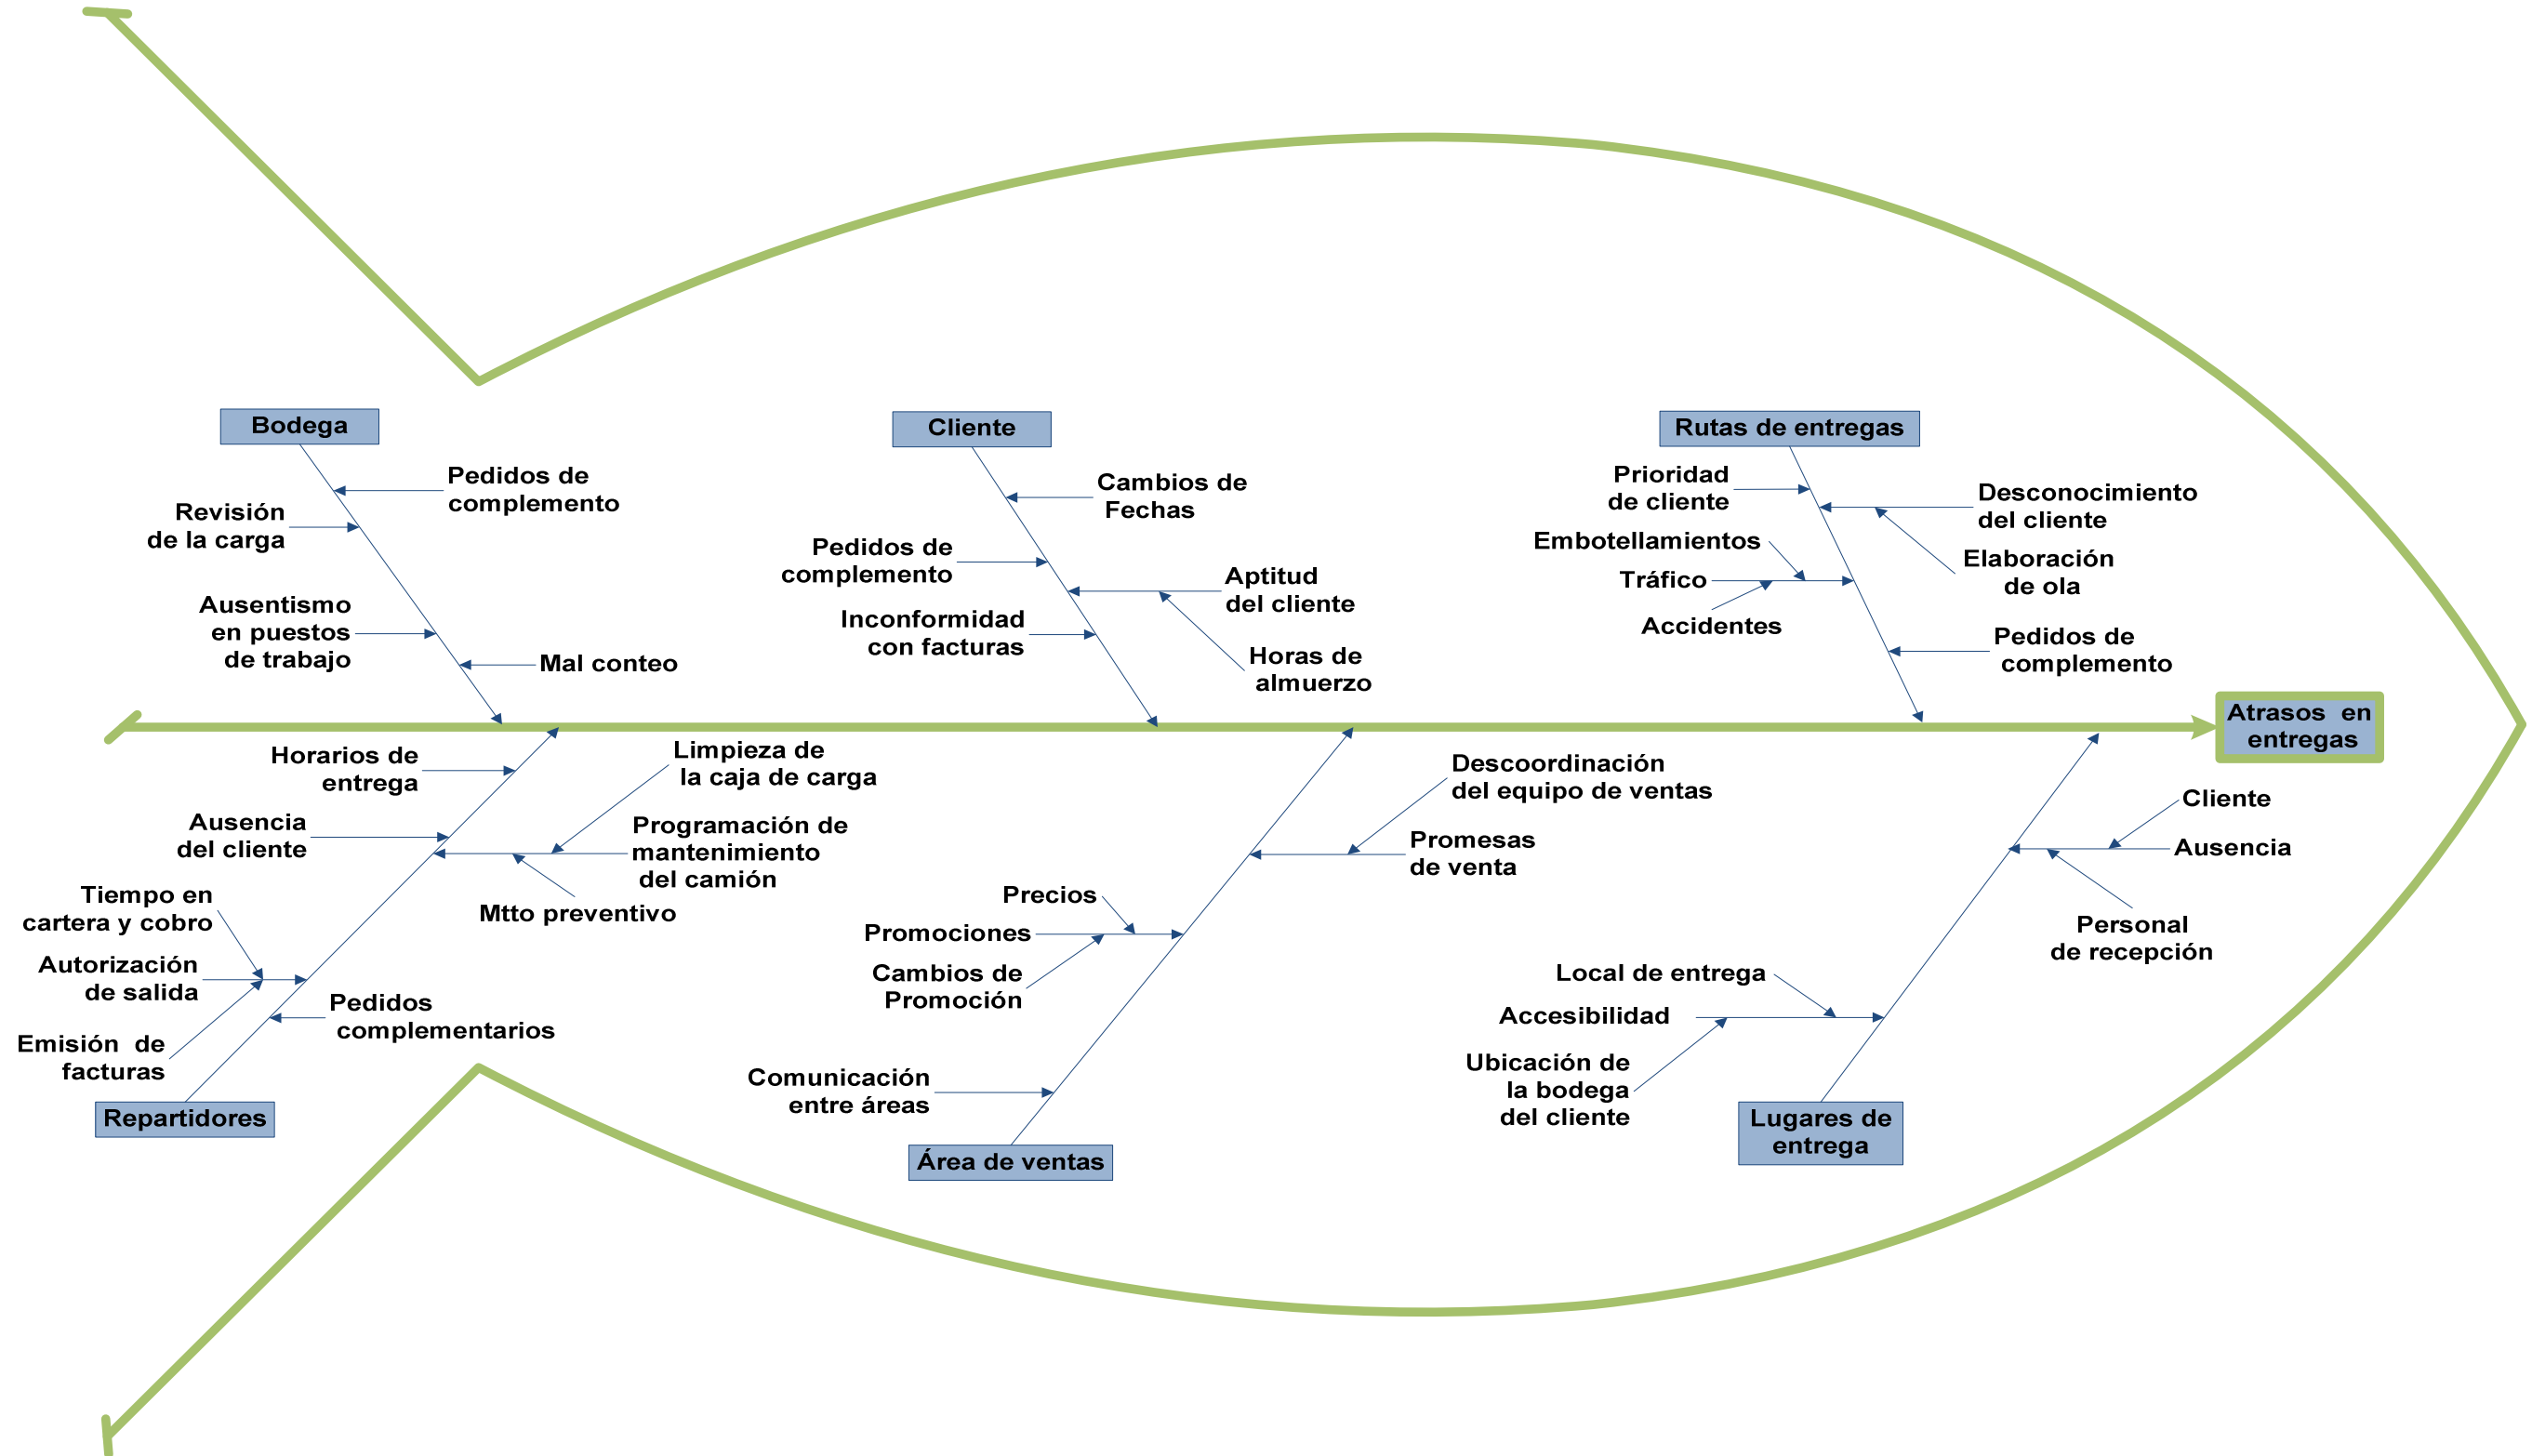 Bodega
Pedidos de
complemento
Revisión
de la carga
Ausentismo
en puestos
de trabajo
Mal conteo
Cliente
Cambios de
Fechas
Pedidos de
complemento
Aptitud
del cliente
Inconformidad
con facturas
Horas de
almuerzo
Rutas de entregas
Prioridad
de cliente
Desconocimiento
del cliente
Embotellamientos
Elaboración
de ola
Tráfico
Accidentes
Pedidos de
complemento
Atrasos en
entregas
Horarios de
entrega
Limpieza de
la caja de carga
Ausencia
del cliente
Programación de
mantenimiento
del camión
Mtto preventivo
Tiempo en
cartera y cobro
Autorización
de salida
Pedidos
complementarios
Emisión de
facturas
Repartidores
Descoordinación
del equipo de ventas
Promesas
de venta
Precios
Promociones
Cambios de
Promoción
Comunicación
entre áreas
Área de ventas
Cliente
Ausencia
Personal
de recepción
Local de entrega
Accesibilidad
Ubicación de
la bodega
del cliente
Lugares de
entrega